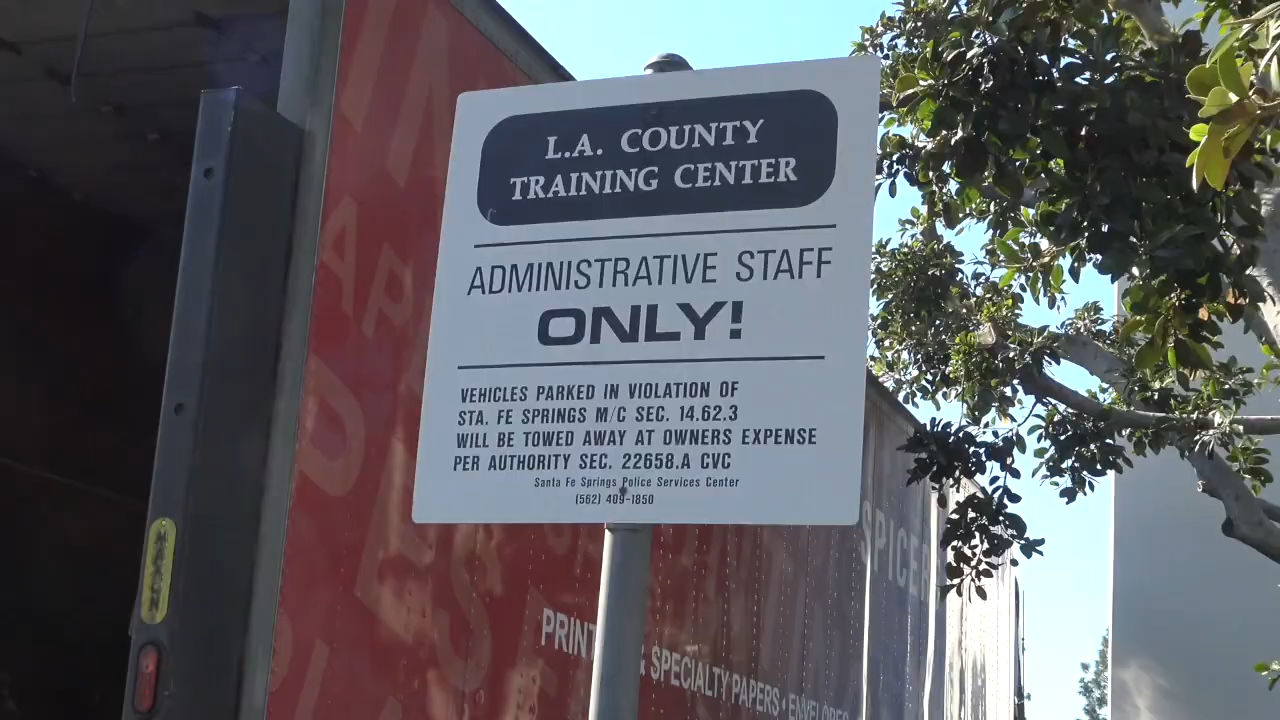 L.A. COUNTY
TRAINING CENTER
ADMINISTRATIVE STAFF
ONLY!
VEHICLES PARKED IN VIOLATION OF
STA. FE SPRINGS M/C SEC. 14.62.3
WILL BE TOWED AWAY AT OWNERS EXPENSE
PER AUTHORITY SEC. 22658.A CVC
Santa Fe Springs Police Services Center
(562) 409-1850
SPICER
& SPECIALTY PAPERS • ENVELOPES